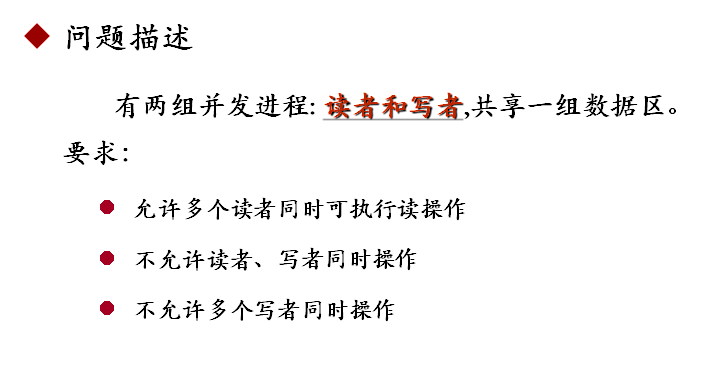 问题描述
有两组并发进程:读者和写者,共享一组数据区。
要求:
允许多个读者同时可执行读操作
不允许读者、写者同时操作
不允许多个写者同时操作